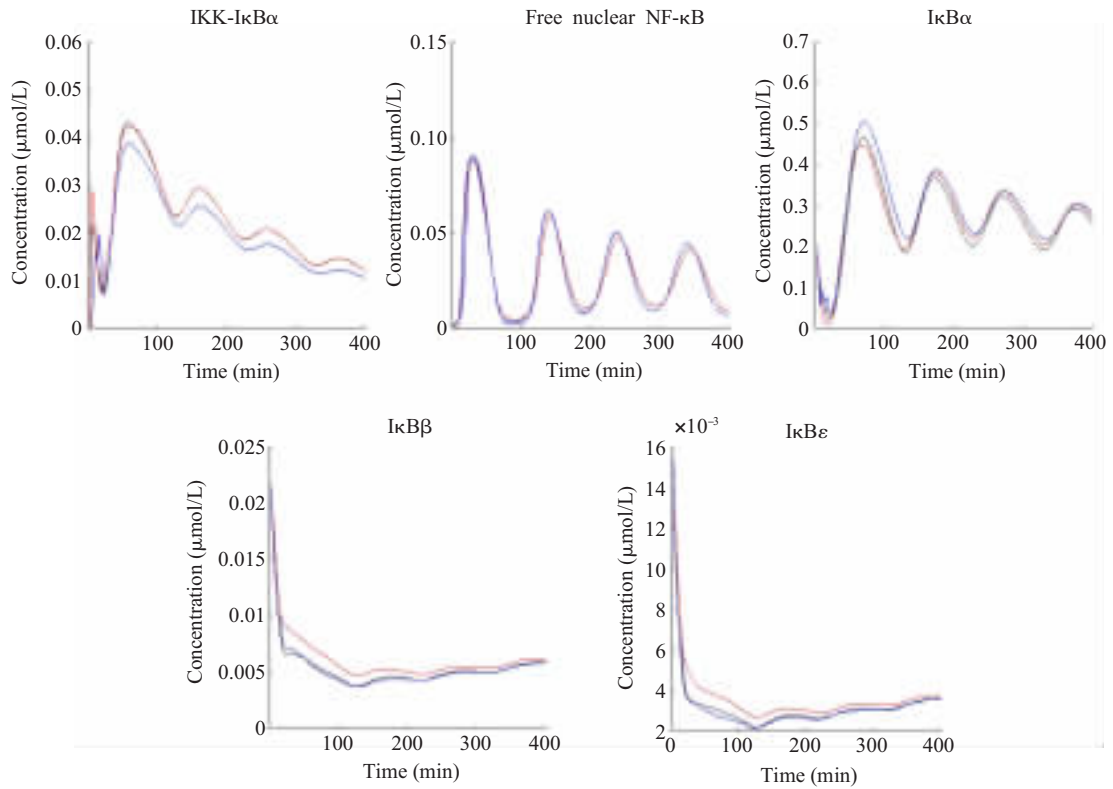 IKK-IκBα
0.06
0.05
0.04
0.03
0.02
0.01
0
Concentration (μmol/L)
100 200 300 400
Time (min)
Free nuclear NF-κB
0.15
0.10
0.05
0
Concentration (μmol/L)
100 200 300 400
Time (min)
IκBα
0.7
0.6
0.5
0.4
0.3
0.2
0.1
0
Concentration (μmol/L)
100 200 300 400
Time (min)
IκBβ
0.025
0.02
0.015
0.01
0.005
0
Concentration (μmol/L)
100 200 300 400
Time (min)
×10⁻³
IκBε
16
14
12
10
8
6
4
2
Concentration (μmol/L)
0 100 200 300 400
Time (min)